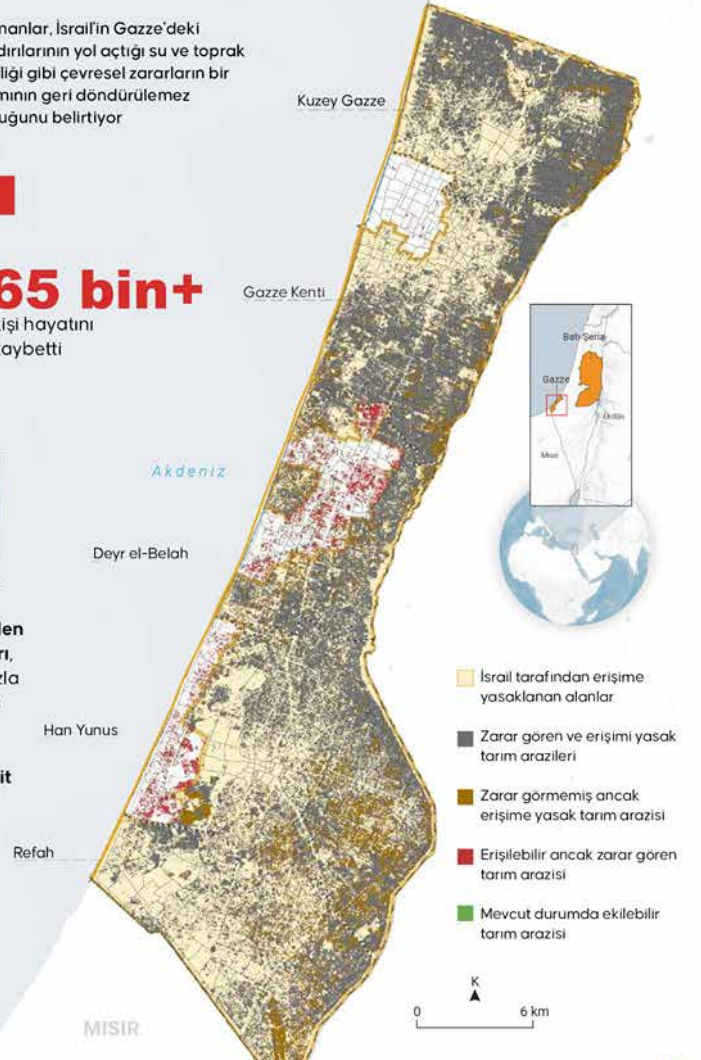 manlar, İsrail'in Gazze'deki
dırılarının yol açtığı su ve toprak
liği gibi çevresel zararların bir
mının geri döndürülemez
uğunu belirtiyor
65 bin+
işi hayatını
aybetti
len
rı,
zla
it
Kuzey Gazze
Gazze Kenti
Akdeniz
Deyr el-Belah
Han Yunus
Refah
MISIR
Batı Şeria
Gazze
Ürdün
Mısır
İsrail tarafından erişime
yasaklanan alanlar
Zarar gören ve erişimi yasak
tarım arazileri
Zarar görmemiş ancak
erişime yasak tarım arazisi
Erişilebilir ancak zarar gören
tarım arazisi
Mevcut durumda ekilebilir
tarım arazisi
K
0 6 km